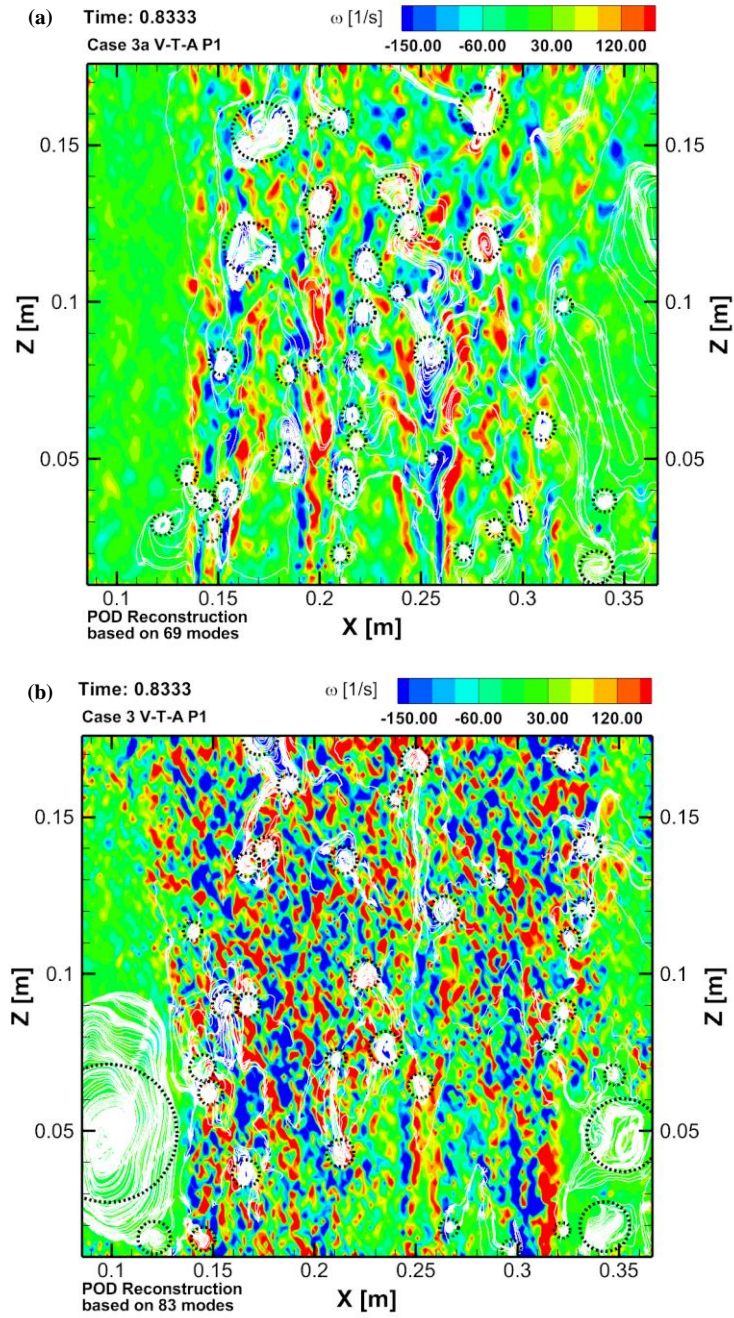 (a) Time: 0.8333 ω [1/s] -150.00 -60.00 30.00 120.00
Case 3a V-T-A P1
0.15 0.15
0.1 0.1
Z [m] Z [m]
0.05 0.05
0.1 0.15 0.2 0.25 0.3 0.35
POD Reconstruction
based on 69 modes
X [m]
(b) Time: 0.8333 ω [1/s] -150.00 -60.00 30.00 120.00
Case 3 V-T-A P1
0.15 0.15
0.1 0.1
Z [m] Z [m]
0.05 0.05
0.1 0.15 0.2 0.25 0.3 0.35
POD Reconstruction
based on 83 modes
X [m]